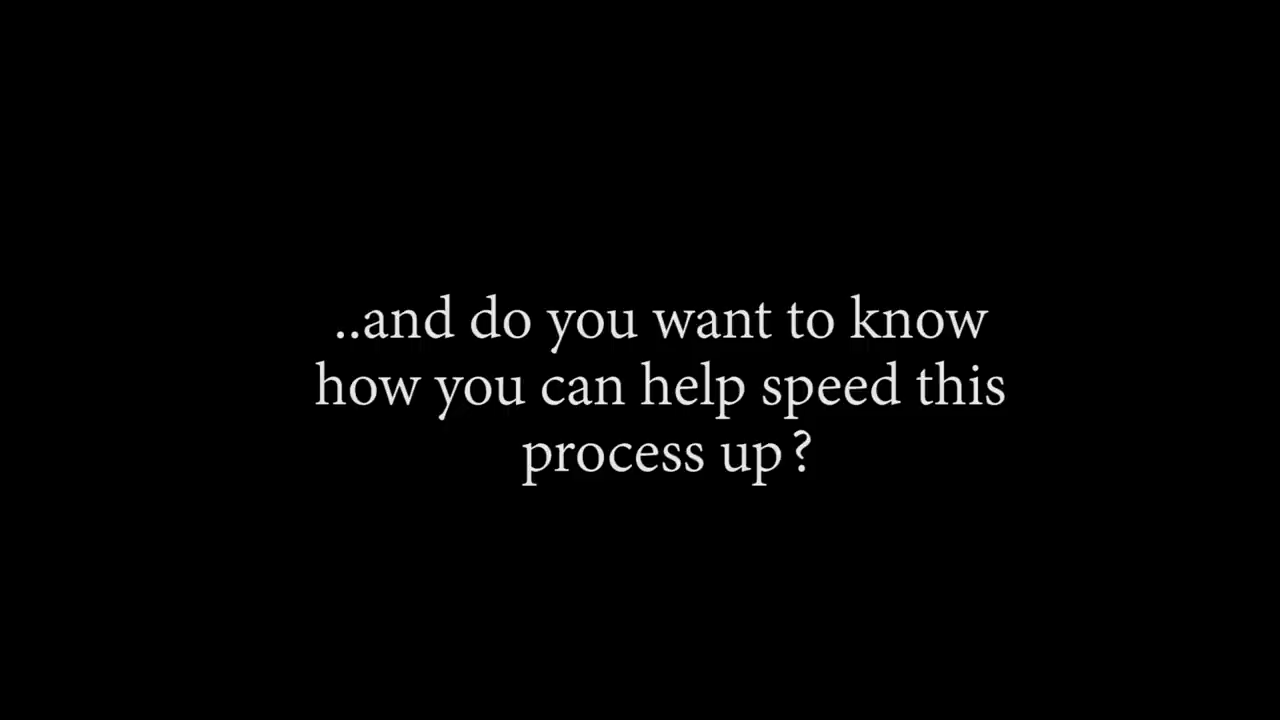 ..and do you want to know
how you can help speed this
process up?